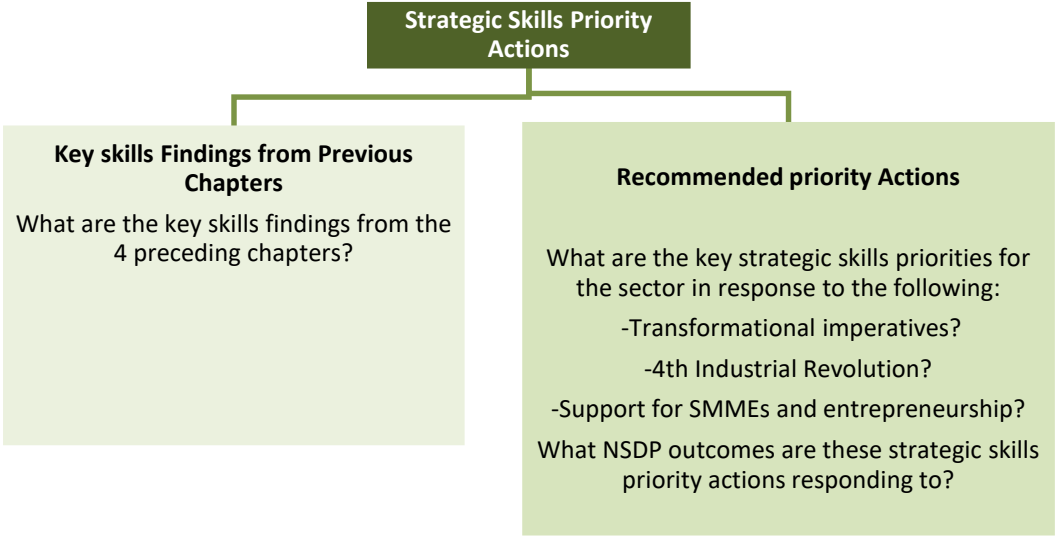 Strategic Skills Priority
Actions
Key skills Findings from Previous
Chapters
What are the key skills findings from the
4 preceding chapters?
Recommended priority Actions
What are the key strategic skills priorities for
the sector in response to the following:
-Transformational imperatives?
-4th Industrial Revolution?
-Support for SMMEs and entrepreneurship?
What NSDP outcomes are these strategic skills
priority actions responding to?